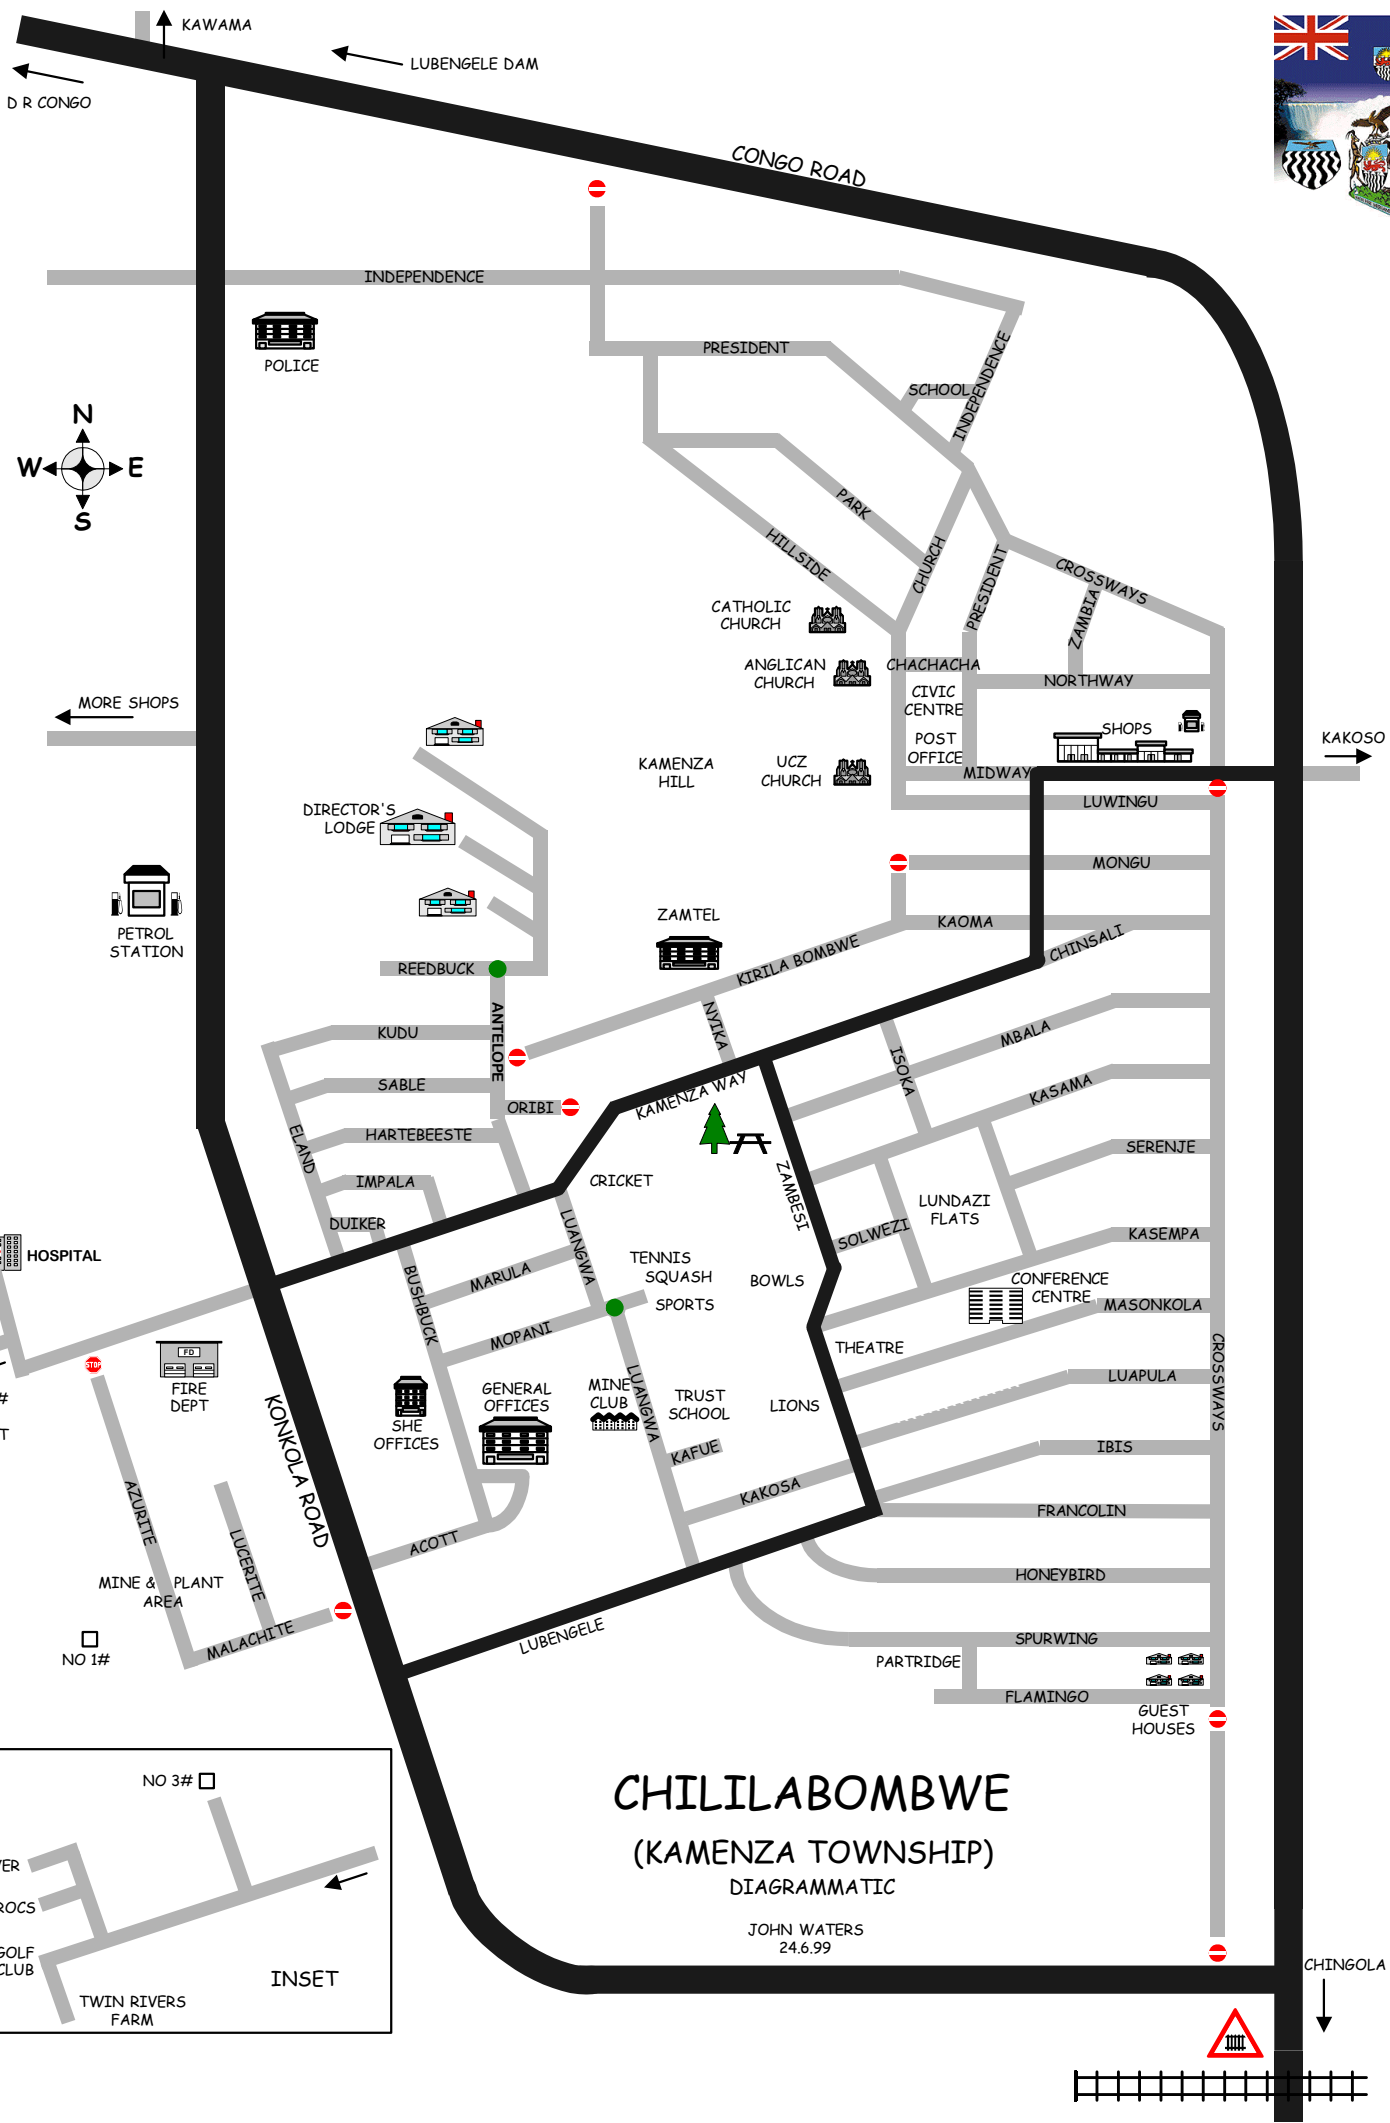 KAWAMA
LUBENGELE DAM
D R CONGO
CONGO ROAD
INDEPENDENCE
POLICE
PRESIDENT
SCHOOL
INDEPENDENCE
N
W
E
S
PARK
HILLSIDE
CHURCH
PRESIDENT
CROSSWAYS
ZAMBIA
CATHOLIC
CHURCH
ANGLICAN
CHURCH
CHACHACHA
NORTHWAY
CIVIC
CENTRE
MORE SHOPS
SHOPS
KAKOSO
POST
OFFICE
KAMENZA
HILL
UCZ
CHURCH
MIDWAY
LUWINGU
DIRECTOR'S
LODGE
MONGU
PETROL
STATION
ZAMTEL
KAOMA
CHINSALI
KIRILA BOMBWE
REEDBUCK
ANTELOPE
NYIKA
KUDU
MBALA
ISOKA
SABLE
KAMENZA WAY
KASAMA
ORIBI
HARTEBEESTE
ELAND
SERENJE
CRICKET
ZAMBESI
IMPALA
LUNDAZI
FLATS
DUIKER
LUANGWA
SOLWEZI
KASEMPA
HOSPITAL
TENNIS
SQUASH
BOWLS
MARULA
BUSHBUCK
CONFERENCE
CENTRE
SPORTS
MASONKOLA
MOPANI
THEATRE
CROSSWAYS
FD
STOP
FIRE
DEPT
LUAPULA
#
GENERAL
OFFICES
MINE
CLUB
LUANGWA
TRUST
SCHOOL
LIONS
SHE
OFFICES
T
KONKOLA ROAD
KAFUE
IBIS
KAKOSA
AZURITE
FRANCOLIN
ACOTT
LUCERITE
MINE & PLANT
AREA
HONEYBIRD
MALACHITE
LUBENGELE
SPURWING
NO 1#
PARTRIDGE
FLAMINGO
GUEST
HOUSES
NO 3#
CHILILABOMBWE
(KAMENZA TOWNSHIP)
DIAGRAMMATIC
VER
ROCS
JOHN WATERS
24.6.99
GOLF
CLUB
INSET
TWIN RIVERS
FARM
CHINGOLA